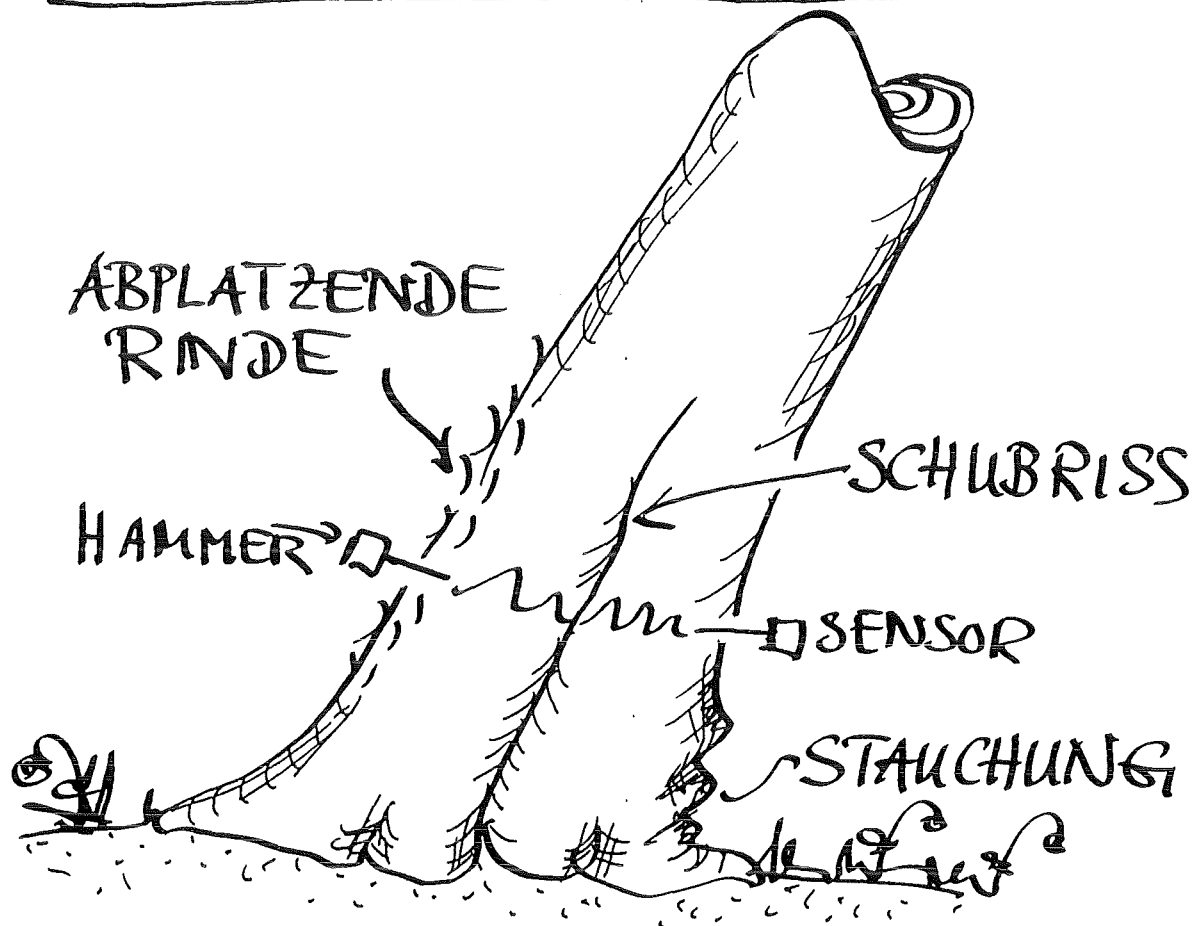 ABPLATZENDE
RINDE
SCHUBRISS
HAMMER
SENSOR
STAUCHUNG